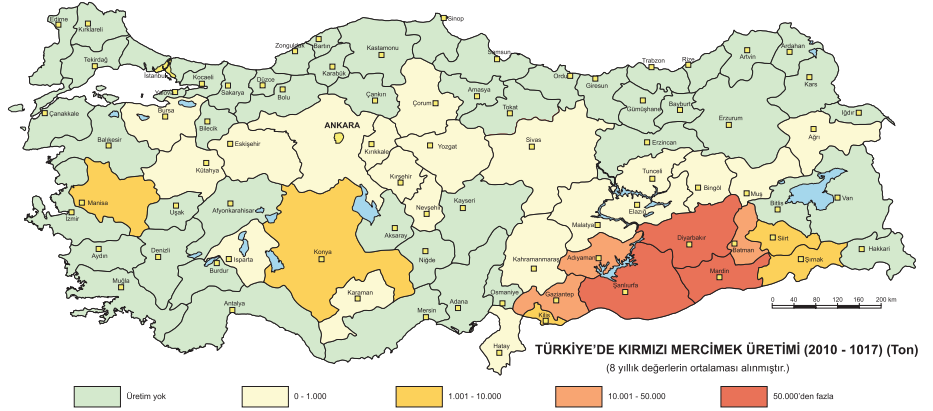 Sinop
Edirne
Kırklareli
Tekirdağ
İstanbul
Kocaeli
Yalova
Sakarya
Düzce
Bolu
Zonguldak
Bartın
Karabük
Kastamonu
Çankırı
Samsun
Amasya
Çorum
Tokat
Ordu
Giresun
Trabzon
Rize
Artvin
Ardahan
Kars
Gümüşhane
Bayburt
Erzurum
Iğdır
Ağrı
Çanakkale
Balıkesir
Bursa
Bilecik
Eskişehir
Kütahya
ANKARA
Kırıkkale
Yozgat
Sivas
Erzincan
Tunceli
Bingöl
Muş
Bitlis
Van
Manisa
İzmir
Uşak
Afyonkarahisar
Kırşehir
Nevşehir
Kayseri
Aksaray
Malatya
Elazığ
Diyarbakır
Batman
Siirt
Şırnak
Hakkari
Aydın
Denizli
Isparta
Burdur
Konya
Niğde
Kahramanmaraş
Adıyaman
Mardin
Şanlıurfa
Muğla
Antalya
Karaman
Mersin
Adana
Osmaniye
Gaziantep
Kilis
Hatay
0 40 80 120 160 200 km
TÜRKİYE'DE KIRMIZI MERCİMEK ÜRETİMİ (2010 - 1017) (Ton)
(8 yıllık değerlerin ortalaması alınmıştır.)
Üretim yok
0 - 1.000
1.001 - 10.000
10.001 - 50.000
50.000'den fazla